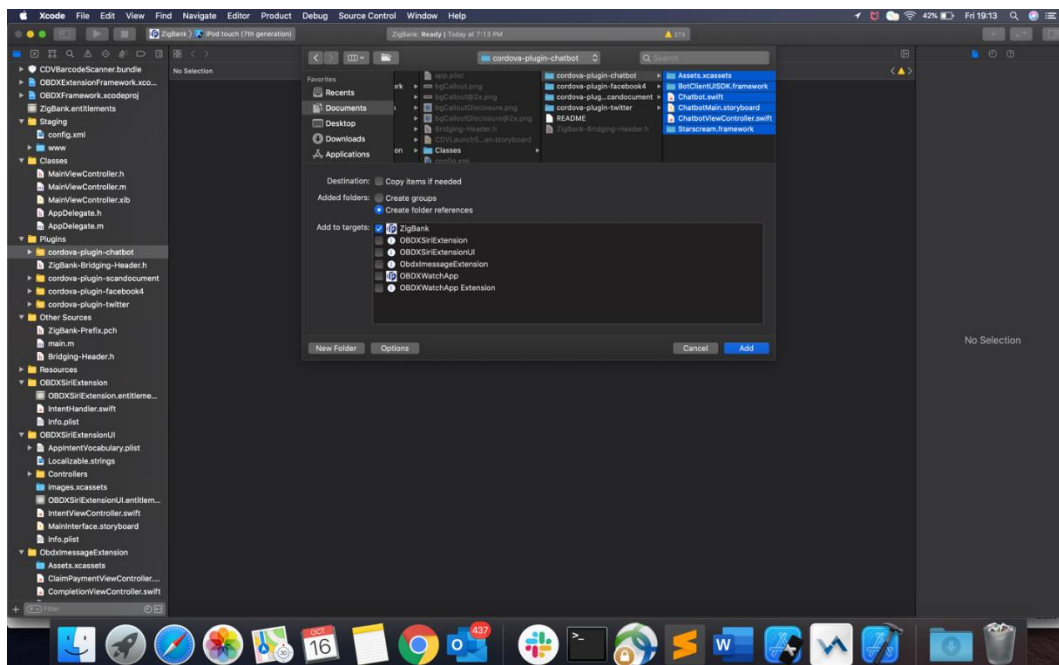 Xcode File Edit View Find Navigate Editor Product Debug Source Control Window Help 42% Fri 19:13
ZigBank iPod touch (7th generation) ZigBank: Ready | Today at 7:13 PM
CDVBarcodeScanner.bundle
OBDXExtensionFramework.xco...
OBDXFramework.xcodeproj
ZigBank.entitlements
Staging
config.xml
www
Classes
MainViewController.h
MainViewController.m
MainViewController.xib
AppDelegate.h
AppDelegate.m
Plugins
cordova-plugin-chatbot
ZigBank-Bridging-Header.h
cordova-plugin-scandocument
cordova-plugin-facebook4
cordova-plugin-twitter
Other Sources
ZigBank-Prefix.pch
main.m
Bridging-Header.h
Resources
OBDXSiriExtension
OBDXSiriExtension.entitleme...
IntentHandler.swift
Info.plist
OBDXSiriExtensionUI
AppIntentVocabulary.plist
Localizable.strings
Controllers
images.xcassets
OBDXSiriExtensionUI.entitlem...
IntentViewController.swift
MainInterface.storyboard
Info.plist
ObdxImessageExtension
Assets.xcassets
ClaimPaymentViewController....
CompletionViewController.swift
Filter
No Selection
cordova-plugin-chatbot
Search
Favorites
Recents
Documents
Desktop
Downloads
Applications
ork
on
app.plist
bgCallout.png
bgCallout@2x.png
bgCalloutDisclosure.png
bgCalloutDisclosure@2x.png
Bridging-Header.h
CDVLaunchS...en.storyboard
Classes
config.xml
cordova-plugin-chatbot
cordova-plugin-facebook4
cordova-plug...candocument
cordova-plugin-twitter
README
ZigBank-Bridging-Header.h
Assets.xcassets
BotClientUISDK.framework
Chatbot.swift
ChatbotMain.storyboard
ChatbotViewController.swift
Starscream.framework
Destination: Copy items if needed
Added folders: Create groups
Create folder references
Add to targets: ZigBank
OBDXSiriExtension
OBDXSiriExtensionUI
ObdxImessageExtension
OBDXWatchApp
OBDXWatchApp Extension
New Folder Options Cancel Add
No Selection
OCT
16
437
W